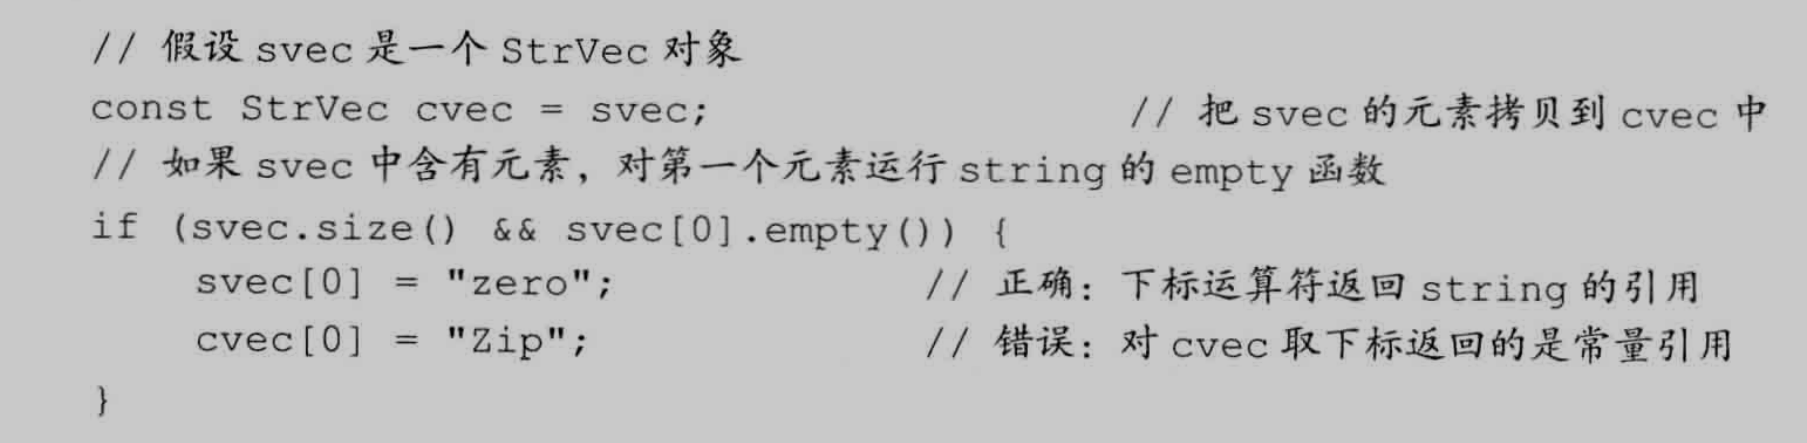 // 假设 svec 是一个 StrVec 对象
const StrVec cvec = svec; // 把 svec 的元素拷贝到 cvec 中
// 如果 svec 中含有元素，对第一个元素运行 string 的 empty 函数
if (svec.size() && svec[0].empty()) {
    svec[0] = "zero"; // 正确：下标运算符返回 string 的引用
    cvec[0] = "Zip"; // 错误：对 cvec 取下标返回的是常量引用
}